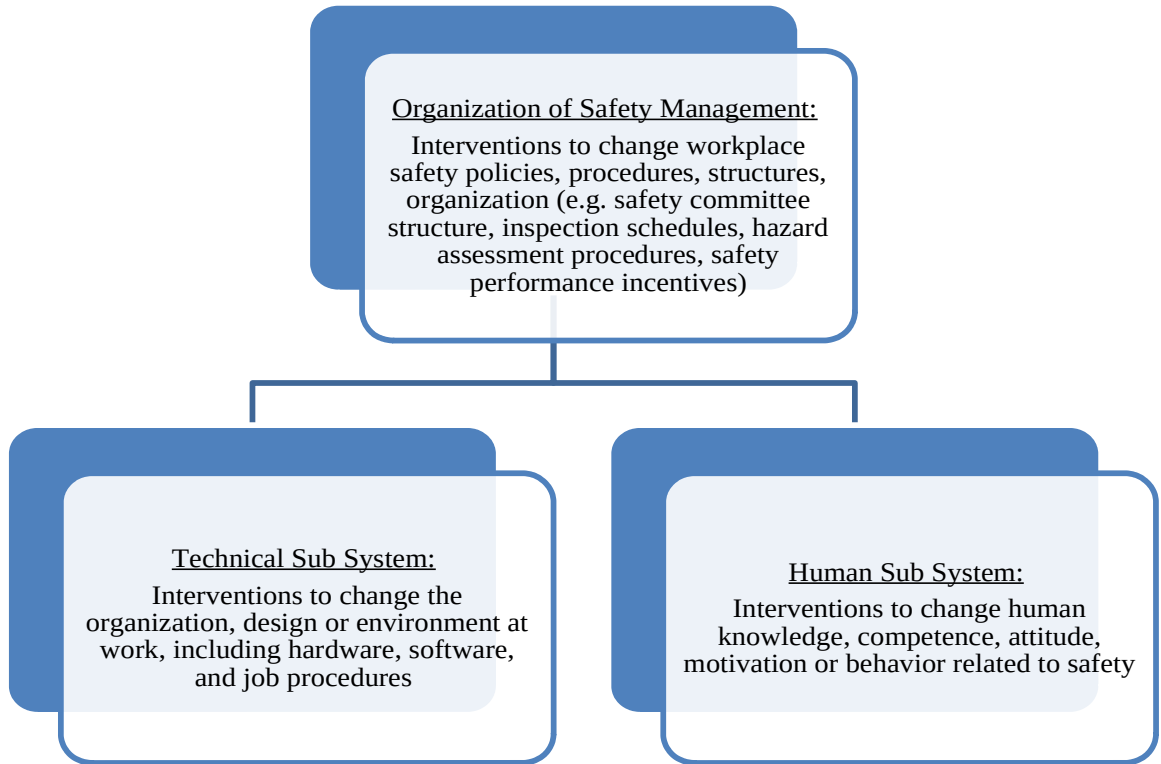 Organization of Safety Management:
Interventions to change workplace
safety policies, procedures, structures,
organization (e.g. safety committee
structure, inspection schedules, hazard
assessment procedures, safety
performance incentives)
Technical Sub System:
Interventions to change the
organization, design or environment at
work, including hardware, software,
and job procedures
Human Sub System:
Interventions to change human
knowledge, competence, attitude,
motivation or behavior related to safety